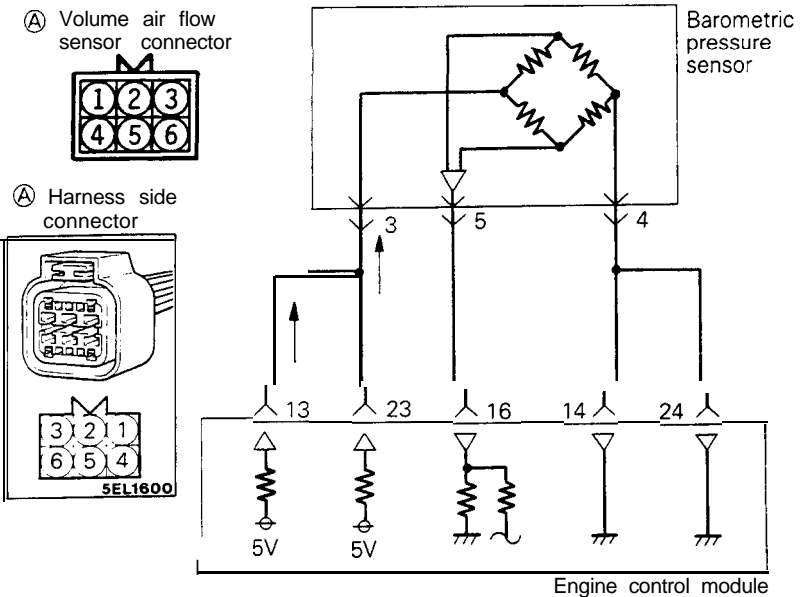 Ⓐ Volume air flow
sensor connector
1 2 3
4 5 6
Ⓐ Harness side
connector
3 2 1
6 5 4
5EL1600
Barometric
pressure
sensor
3 5 4
13 23 16 14 24
5V 5V
Engine control module